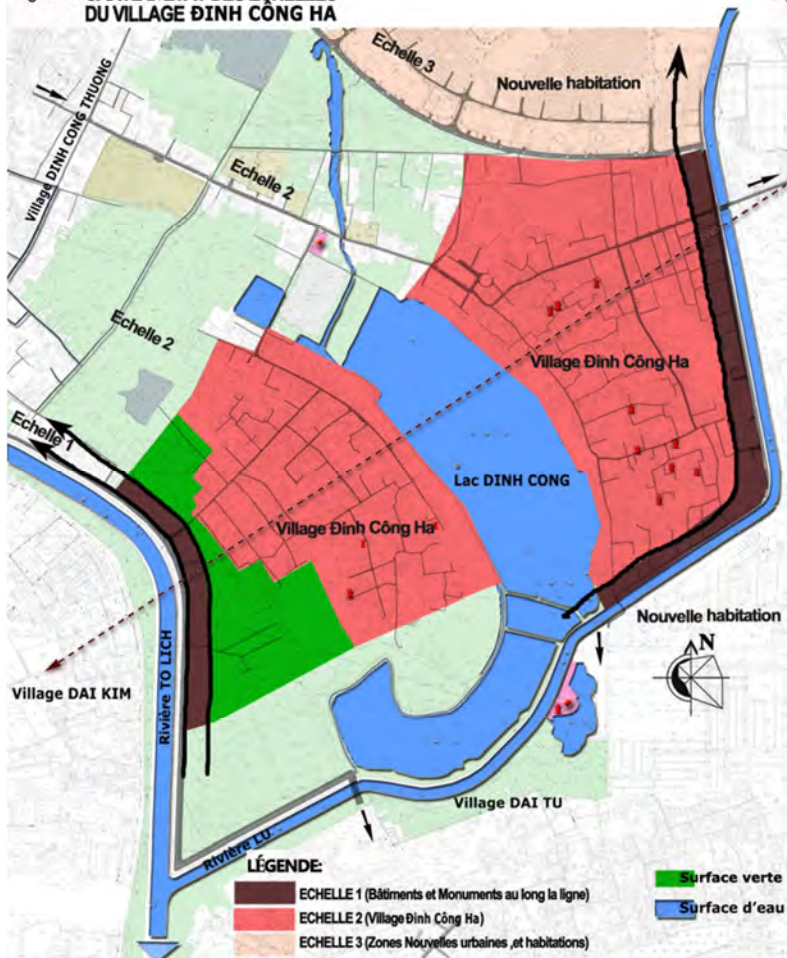 DU VILLAGE ĐINH CÔNG HA
Echelle 3
Nouvelle habitation
Village DINH CONG THUONG
Echelle 2
Echelle 2
Village Đinh Công Ha
Echelle 1
Lac DINH CONG
Village Đinh Công Ha
Nouvelle habitation
N
Village DAI KIM
Rivière TO LICH
Village DAI TU
Rivière LU
LÉGENDE:
ECHELLE 1 (Bâtiments et Monuments au long la ligne)
ECHELLE 2 (Village Đinh Công Ha)
ECHELLE 3 (Zones Nouvelles urbaines ,et habitations)
Surface verte
Surface d'eau